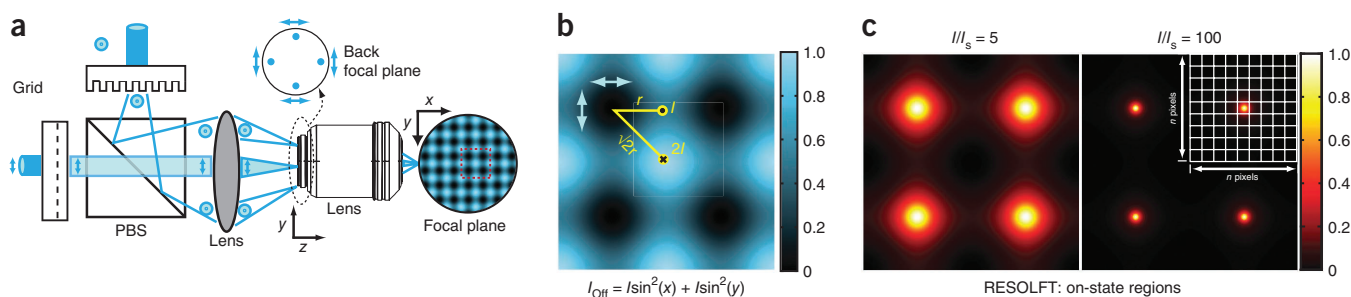 a
Grid
PBS
Lens
Back
focal plane
y
z
Lens
x
y
Focal plane
b
r
I
√2r
2I
1.0
0.8
0.6
0.4
0.2
0
I_Off = I sin²(x) + I sin²(y)
c
I/I_s = 5
I/I_s = 100
n pixels
n pixels
1.0
0.8
0.6
0.4
0.2
0
RESOLFT: on-state regions